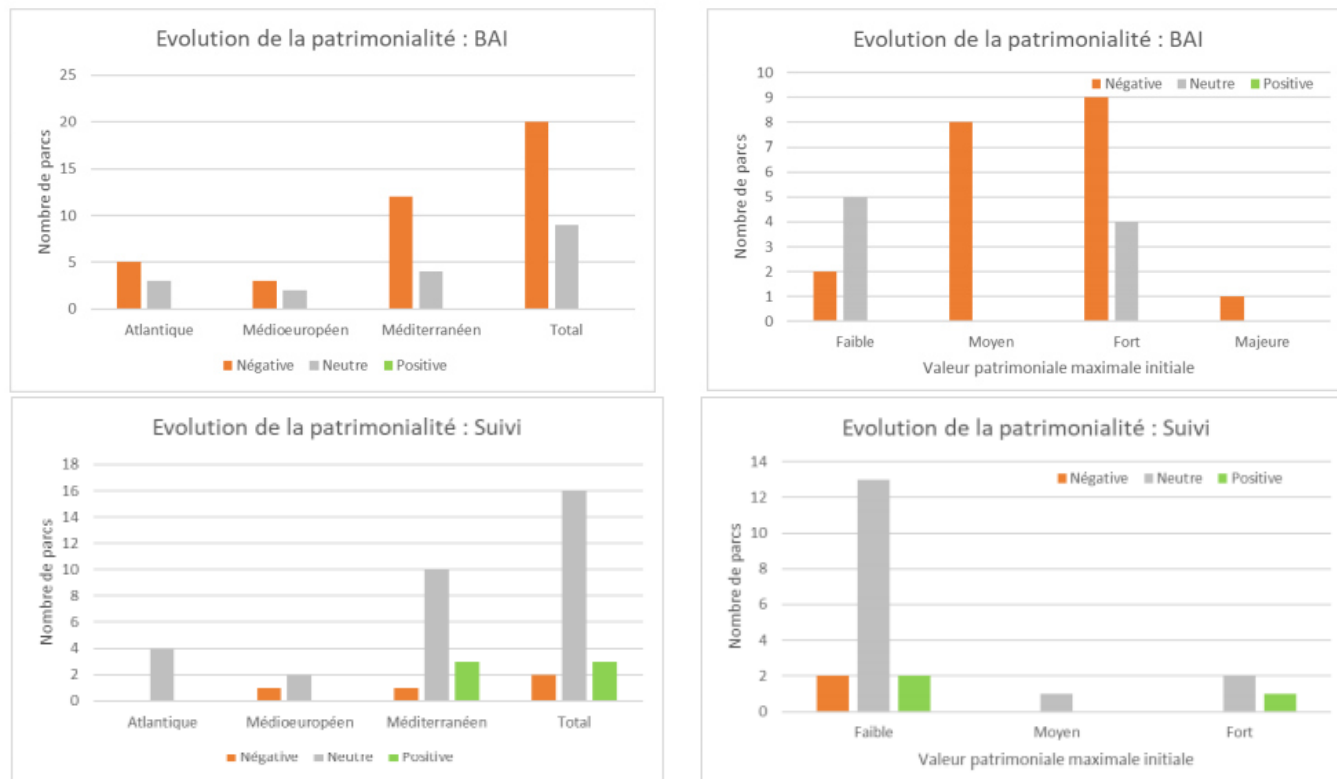 Evolution de la patrimonialité : BAI
Nombre de parcs
25
20
15
10
5
0
Atlantique Médioeuropéen Méditerranéen Total
Négative Neutre Positive
Evolution de la patrimonialité : BAI
Négative Neutre Positive
Nombre de parcs
10
9
8
7
6
5
4
3
2
1
0
Faible Moyen Fort Majeure
Valeur patrimoniale maximale initiale
Evolution de la patrimonialité : Suivi
Nombre de parcs
18
16
14
12
10
8
6
4
2
0
Atlantique Médioeuropéen Méditerranéen Total
Négative Neutre Positive
Evolution de la patrimonialité : Suivi
Négative Neutre Positive
Nombre de parcs
14
12
10
8
6
4
2
0
Faible Moyen Fort
Valeur patrimoniale maximale initiale